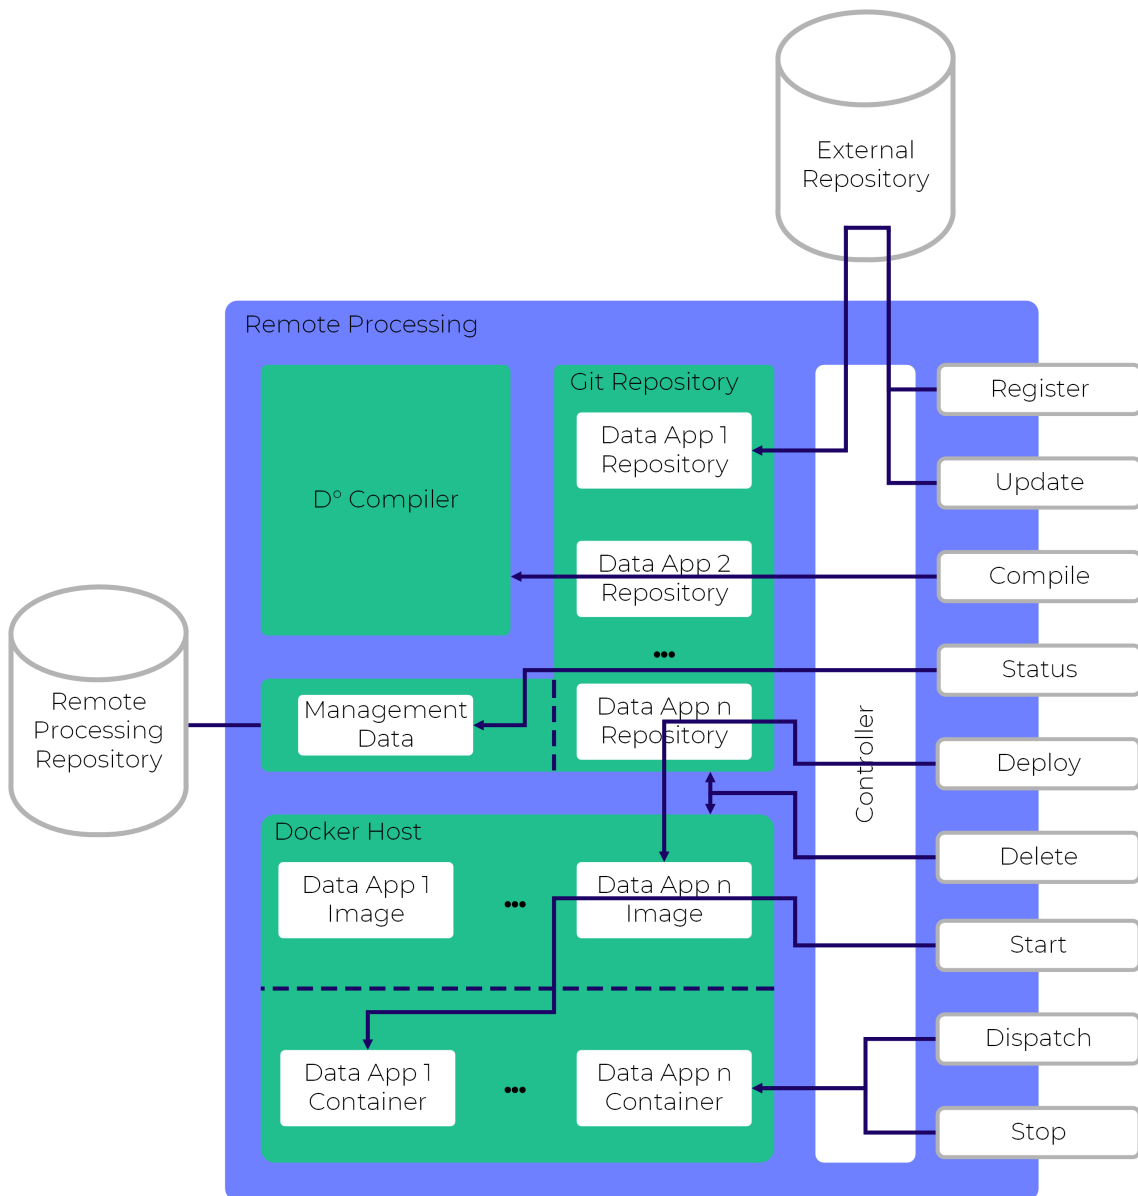 External
Repository
Remote Processing
Git Repository
Data App 1
Repository
D° Compiler
Data App 2
Repository
•••
Data App n
Repository
Management
Data
Remote
Processing
Repository
Controller
Docker Host
Data App 1
Image
•••
Data App n
Image
Data App 1
Container
•••
Data App n
Container
Register
Update
Compile
Status
Deploy
Delete
Start
Dispatch
Stop